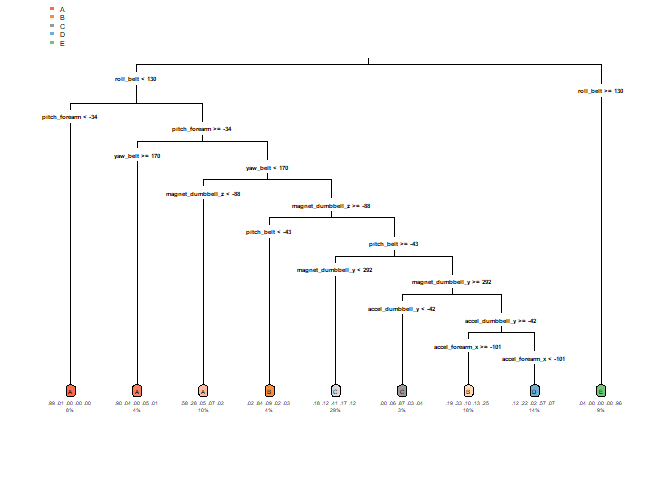 A
B
C
D
E
roll_belt < 130
roll_belt >= 130
pitch_forearm < -34
pitch_forearm >= -34
yaw_belt >= 170
yaw_belt < 170
magnet_dumbbell_z < -88
magnet_dumbbell_z >= -88
pitch_belt < -43
pitch_belt >= -43
magnet_dumbbell_y < 292
magnet_dumbbell_y >= 292
accel_dumbbell_y < -42
accel_dumbbell_y >= -42
accel_forearm_x >= -101
accel_forearm_x < -101
A A A B C C B D E
.99 .01 .00 .00 .00 .90 .04 .00 .05 .01 .58 .26 .05 .07 .02 .02 .84 .09 .02 .03 .18 .12 .41 .17 .12 .00 .06 .87 .03 .04 .19 .33 .10 .13 .25 .12 .22 .02 .57 .07 .04 .00 .00 .00 .96
8% 4% 10% 4% 29% 3% 18% 14% 9%